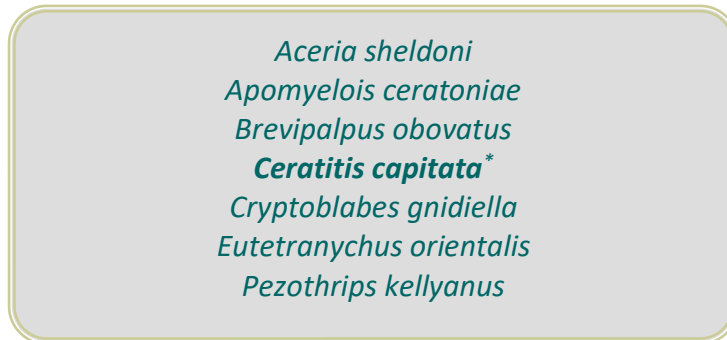 Aceria sheldoni
Apomyelois ceratoniae
Brevipalpus obovatus
Ceratitis capitata*
Cryptoblabes gnidiella
Eutetranychus orientalis
Pezothrips kellyanus